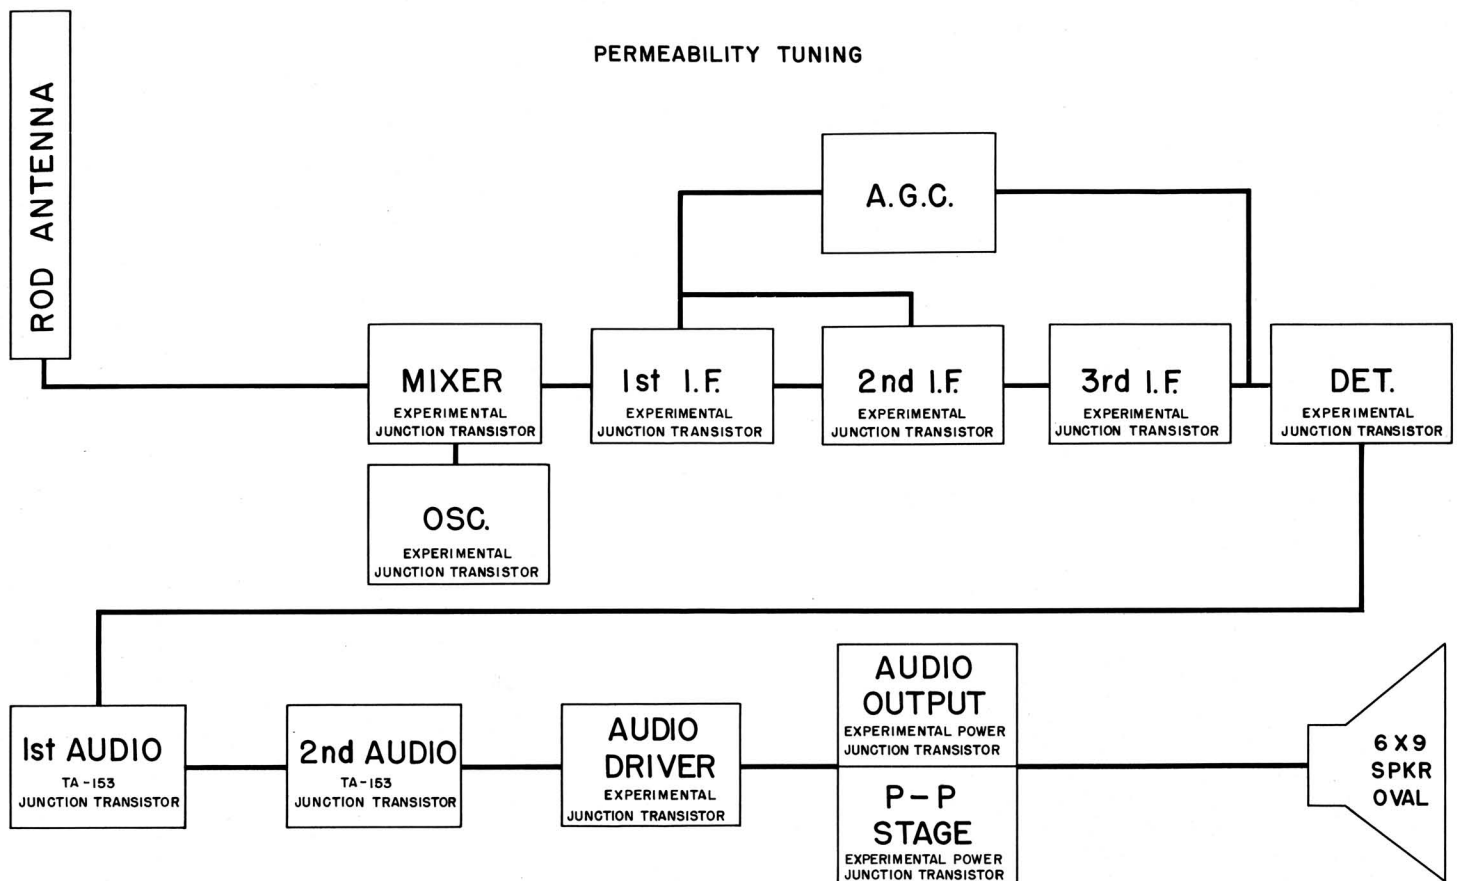 PERMEABILITY TUNING
ROD ANTENNA
A.G.C.
MIXER
EXPERIMENTAL
JUNCTION TRANSISTOR
1st I.F.
EXPERIMENTAL
JUNCTION TRANSISTOR
2nd I.F.
EXPERIMENTAL
JUNCTION TRANSISTOR
3rd I.F.
EXPERIMENTAL
JUNCTION TRANSISTOR
DET.
EXPERIMENTAL
JUNCTION TRANSISTOR
OSC.
EXPERIMENTAL
JUNCTION TRANSISTOR
1st AUDIO
TA-153
JUNCTION TRANSISTOR
2nd AUDIO
TA-153
JUNCTION TRANSISTOR
AUDIO
DRIVER
EXPERIMENTAL
JUNCTION TRANSISTOR
AUDIO
OUTPUT
EXPERIMENTAL POWER
JUNCTION TRANSISTOR
P-P
STAGE
EXPERIMENTAL POWER
JUNCTION TRANSISTOR
6 X 9
SPKR
OVAL